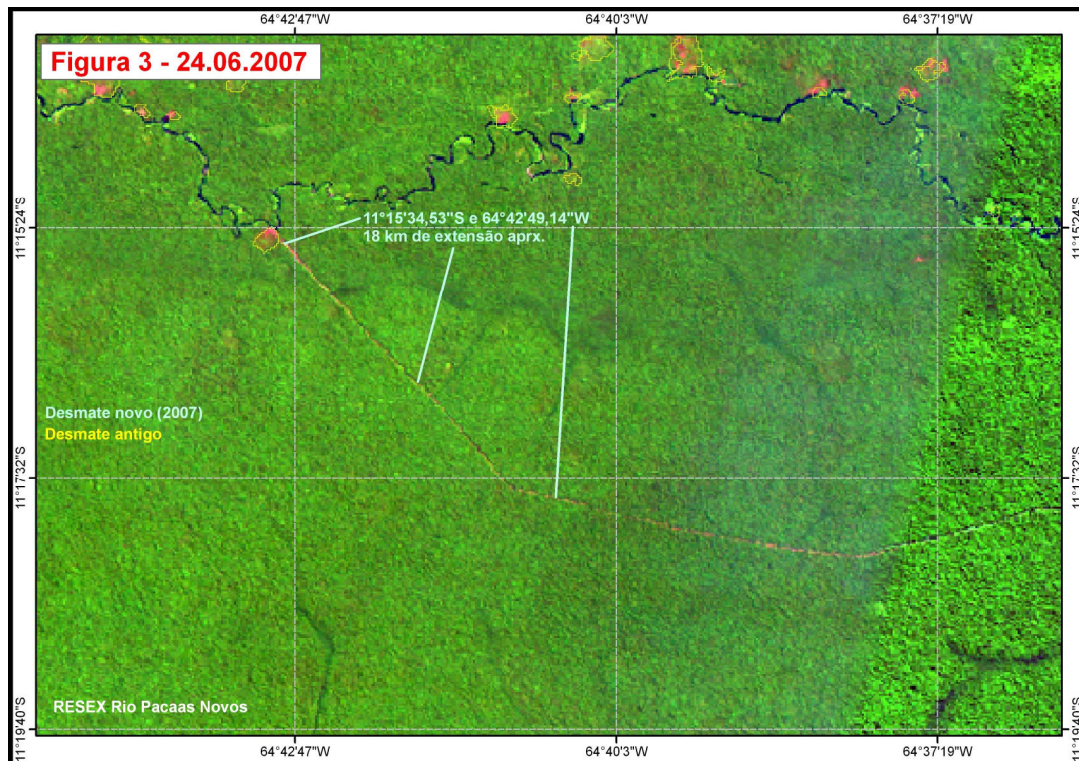 64°42'47"W
64°40'3"W
64°37'19"W
Figura 3 - 24.06.2007
11°15'24"S
11°15'34,53"S e 64°42'49,14"W
18 km de extensão aprx.
11°15'24"S
Desmate novo (2007)
Desmate antigo
11°17'32"S
11°17'32"S
RESEX Rio Pacaas Novos
11°19'40"S
11°19'40"S
64°42'47"W
64°40'3"W
64°37'19"W